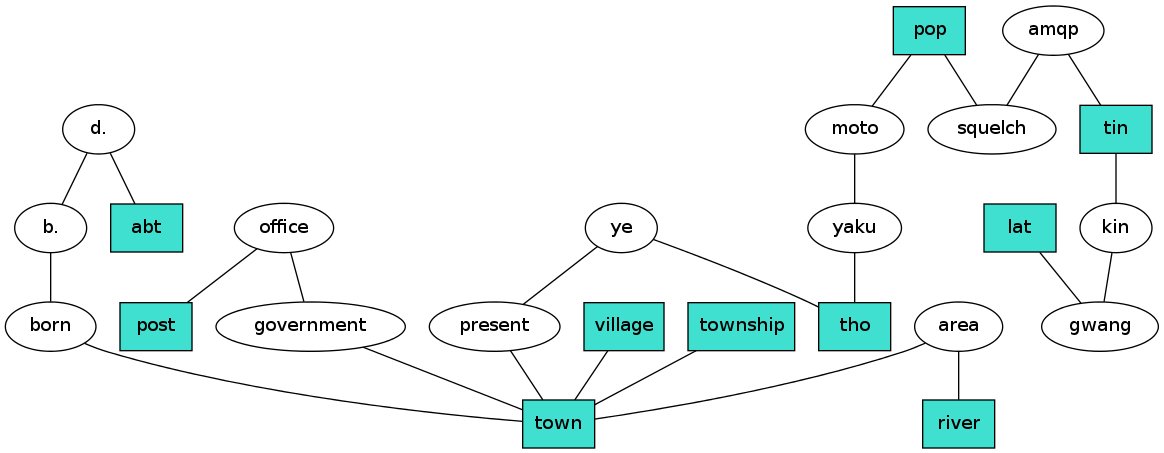 pop
amqp
d.
moto
squelch
tin
b.
abt
office
ye
yaku
lat
kin
born
post
government
present
village
township
tho
area
gwang
town
river